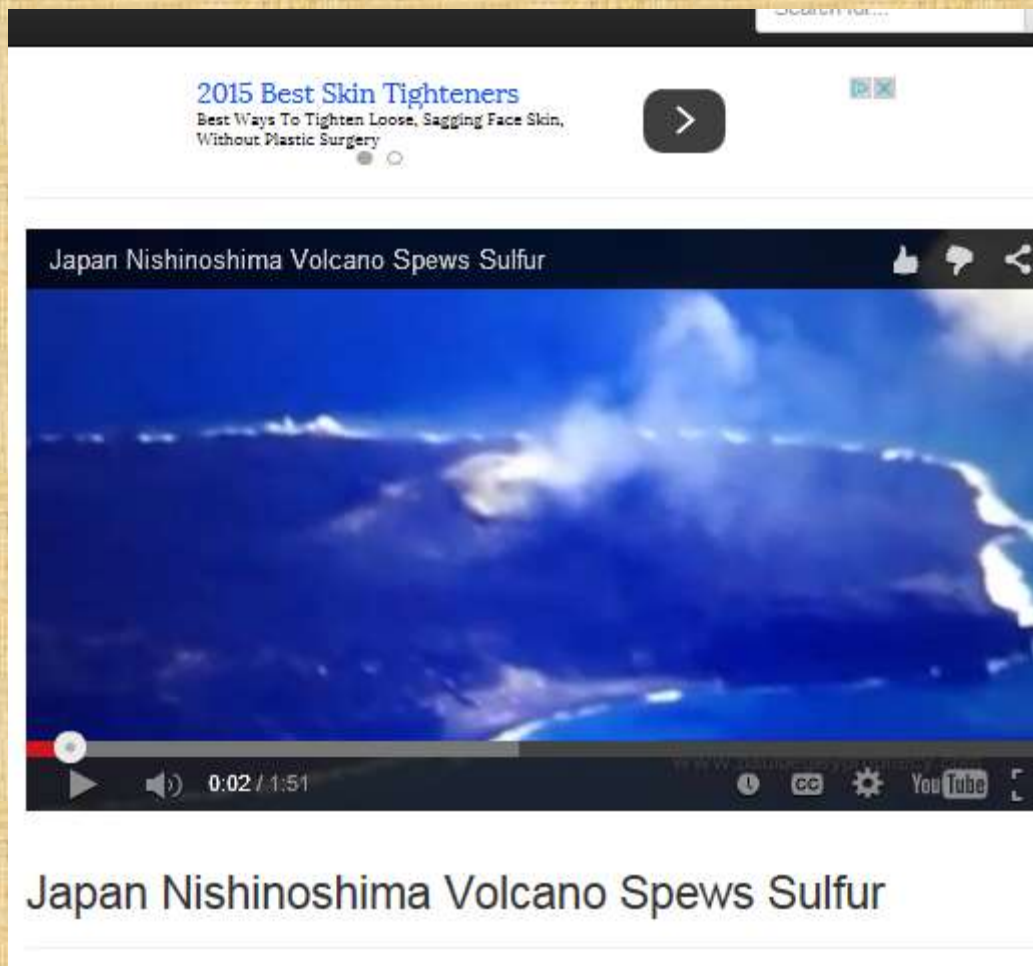 2015 Best Skin Tighteners
Best Ways To Tighten Loose, Sagging Face Skin,
Without Plastic Surgery
Japan Nishinoshima Volcano Spews Sulfur
0:02 / 1:51
CC
YouTube
Japan Nishinoshima Volcano Spews Sulfur